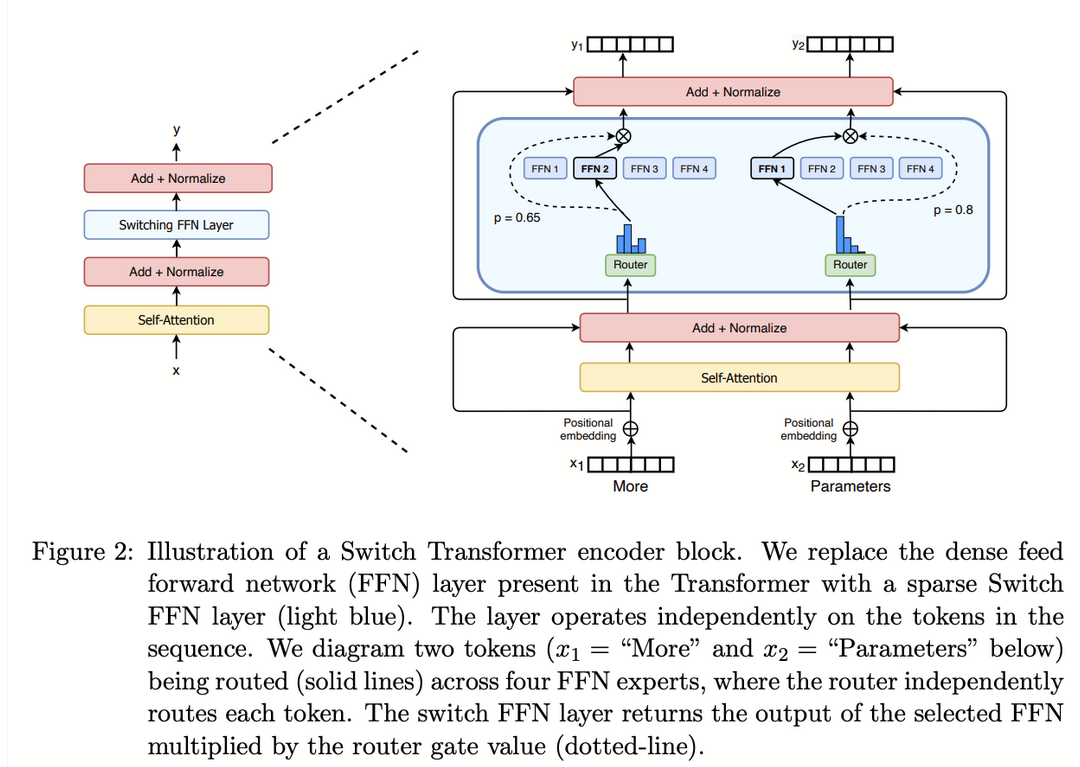 y
Add + Normalize
Switching FFN Layer
Add + Normalize
Self-Attention
x
y1 y2
Add + Normalize
FFN 1 FFN 2 FFN 3 FFN 4 FFN 1 FFN 2 FFN 3 FFN 4
p = 0.65 p = 0.8
Router Router
Add + Normalize
Self-Attention
Positional
embedding
Positional
embedding
x1 x2
More Parameters
Figure 2: Illustration of a Switch Transformer encoder block. We replace the dense feed
forward network (FFN) layer present in the Transformer with a sparse Switch
FFN layer (light blue). The layer operates independently on the tokens in the
sequence. We diagram two tokens (x1 = “More” and x2 = “Parameters” below)
being routed (solid lines) across four FFN experts, where the router independently
routes each token. The switch FFN layer returns the output of the selected FFN
multiplied by the router gate value (dotted-line).